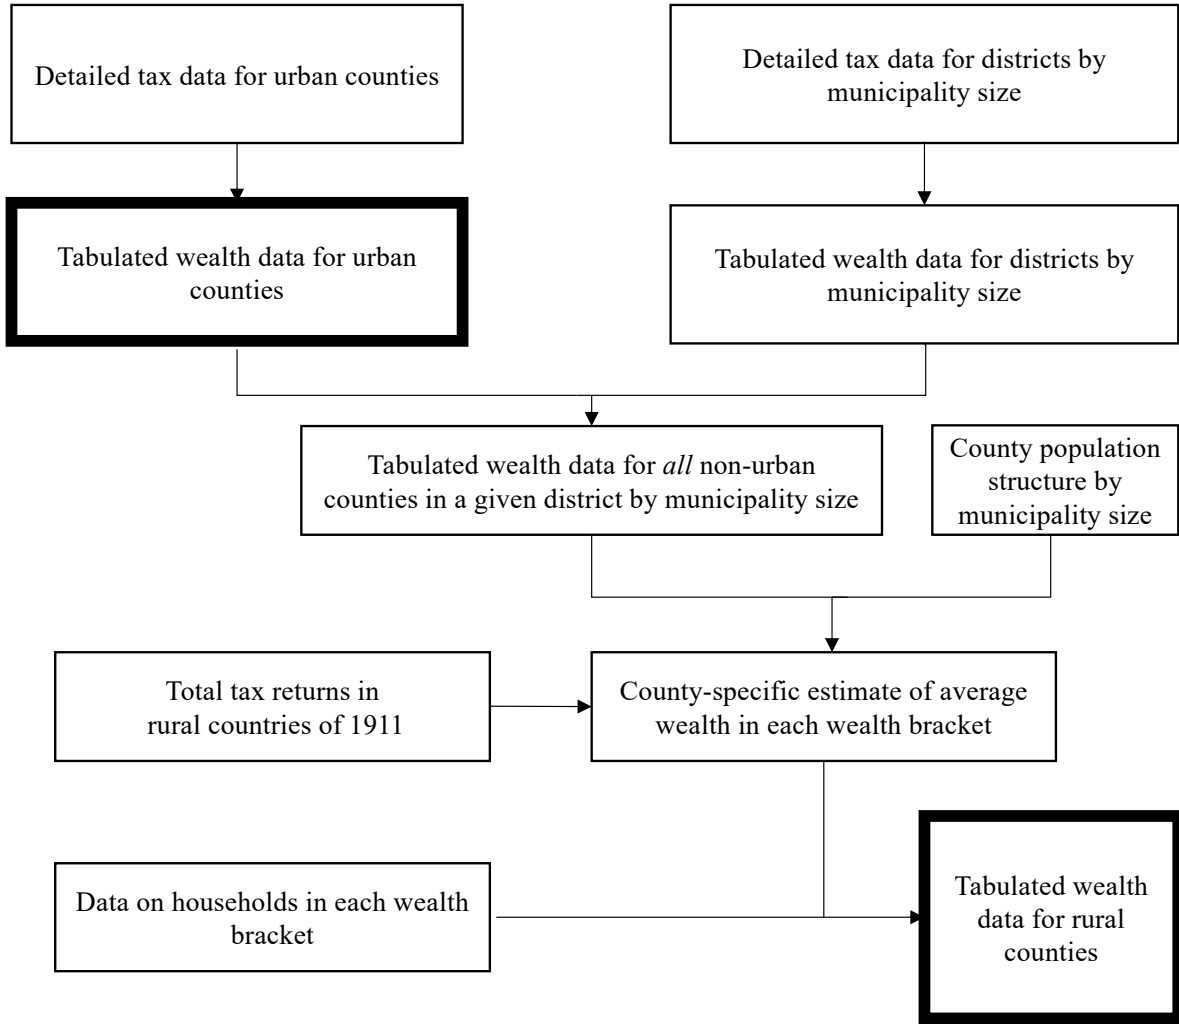 Detailed tax data for urban counties
Detailed tax data for districts by
municipality size
Tabulated wealth data for urban
counties
Tabulated wealth data for districts by
municipality size
Tabulated wealth data for all non-urban
counties in a given district by municipality size
County population
structure by
municipality size
Total tax returns in
rural countries of 1911
County-specific estimate of average
wealth in each wealth bracket
Data on households in each wealth
bracket
Tabulated wealth
data for rural
counties